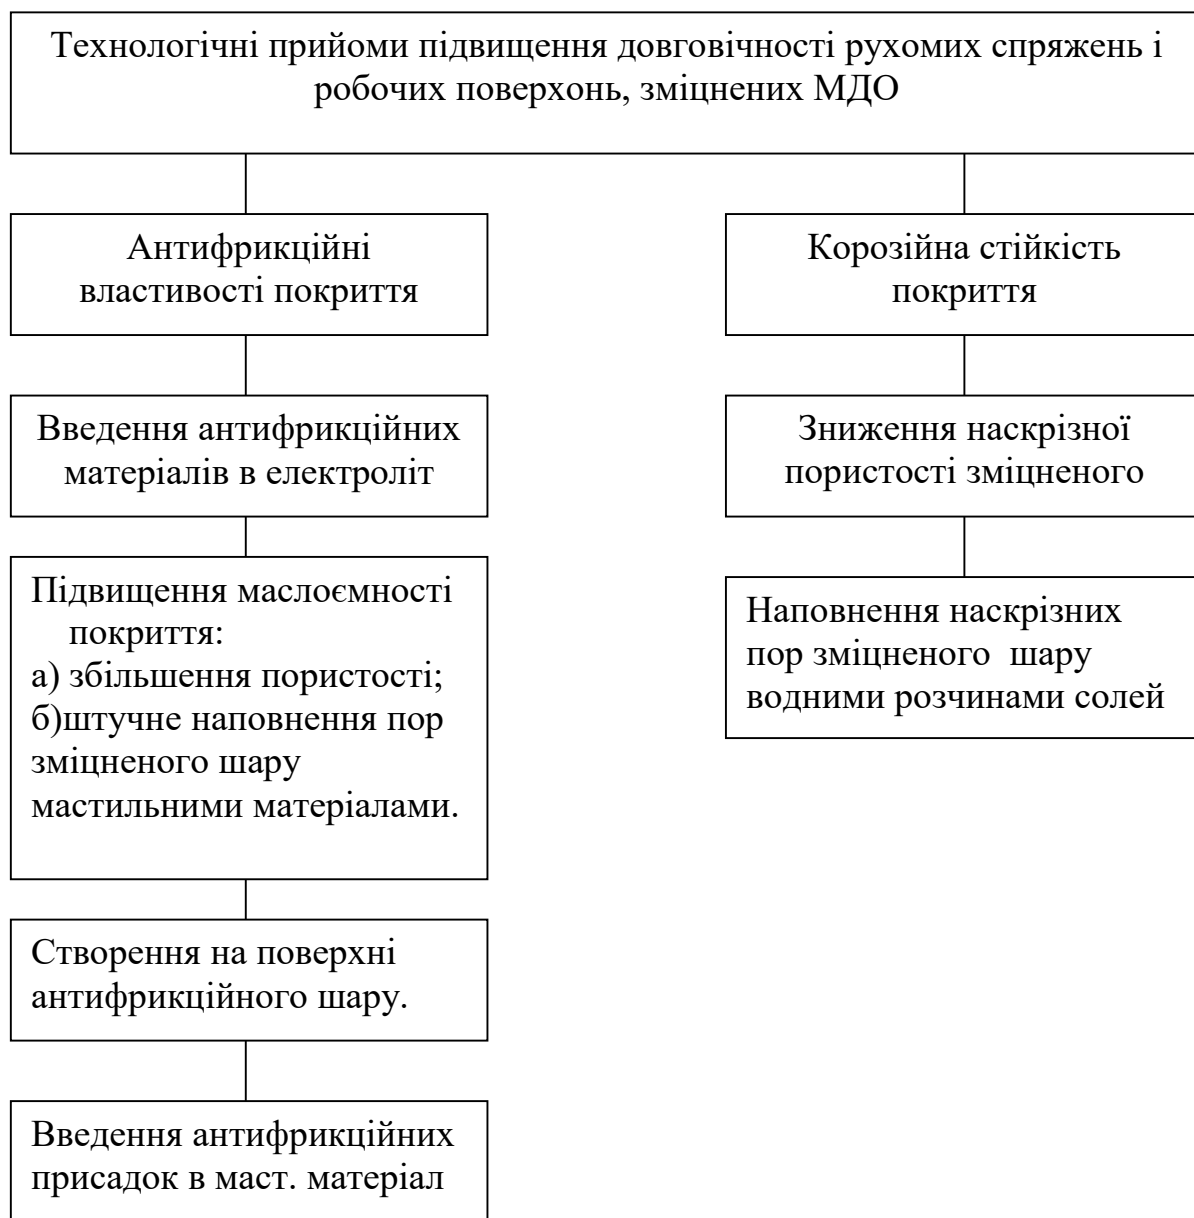 Технологічні прийоми підвищення довговічності рухомих спряжень і
робочих поверхонь, зміцнених МДО
Антифрикційні
властивості покриття
Введення антифрикційних
матеріалів в електроліт
Підвищення маслоємності
покриття:
а) збільшення пористості;
б)штучне наповнення пор
зміцненого шару
мастильними матеріалами.
Створення на поверхні
антифрикційного шару.
Введення антифрикційних
присадок в маст. матеріал
Корозійна стійкість
покриття
Зниження наскрізної
пористості зміцненого
Наповнення наскрізних
пор зміцненого шару
водними розчинами солей